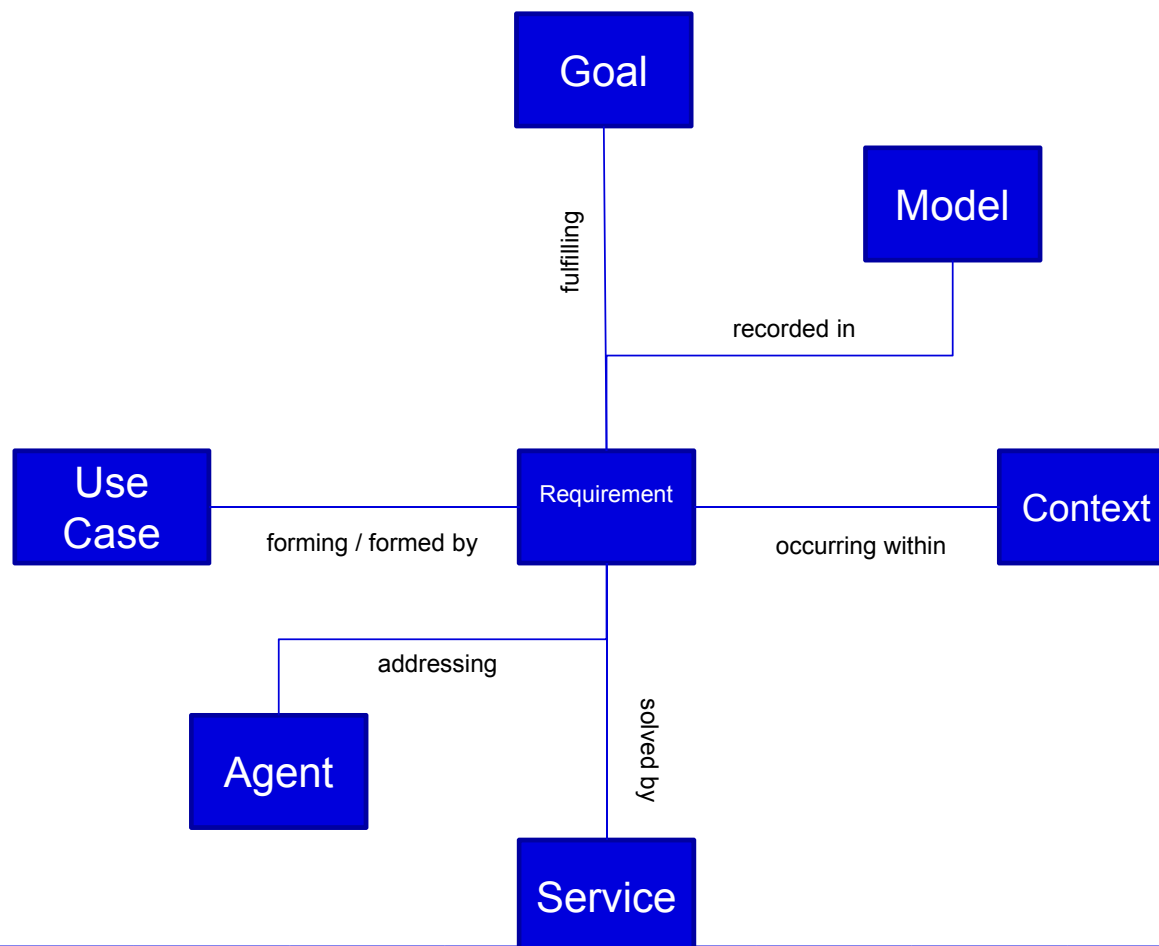 Goal
Model
fulfilling
recorded in
Use
Case
Requirement
Context
forming / formed by
occurring within
addressing
solved by
Agent
Service